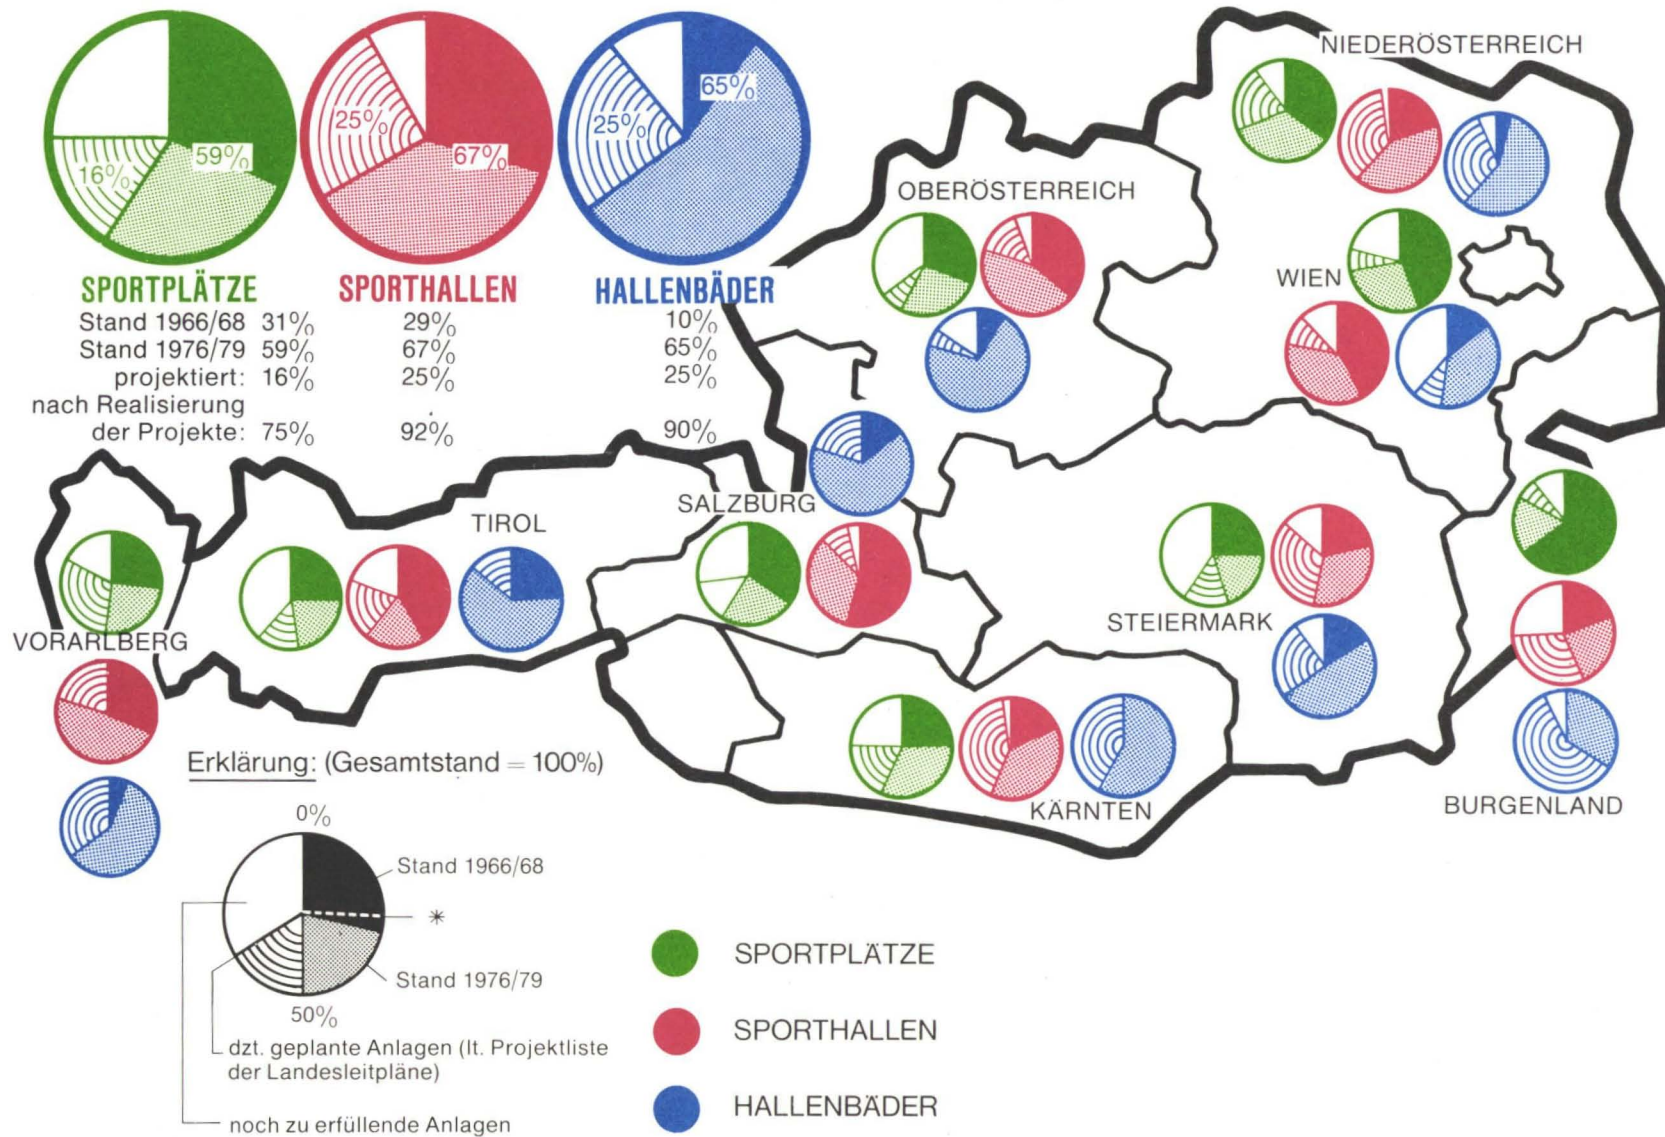 NIEDERÖSTERREICH
65%
25%
25%
59%
67%
16%
OBERÖSTERREICH
WIEN
SPORTPLÄTZE SPORTHALLEN HALLENBÄDER
Stand 1966/68 31% 29% 10%
Stand 1976/79 59% 67% 65%
projektiert: 16% 25% 25%
nach Realisierung
der Projekte: 75% 92% 90%
SALZBURG
TIROL
STEIERMARK
VORARLBERG
KÄRNTEN
BURGENLAND
Erklärung: (Gesamtstand = 100%)
0%
Stand 1966/68
*
Stand 1976/79
50%
dzt. geplante Anlagen (lt. Projektliste
der Landesleitpläne)
noch zu erfüllende Anlagen
SPORTPLÄTZE
SPORTHALLEN
HALLENBÄDER